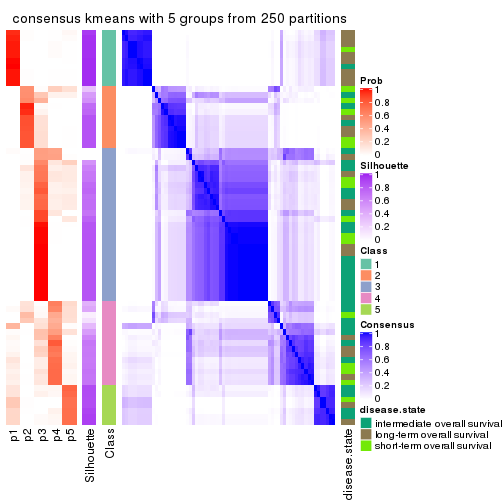 consensus kmeans with 5 groups from 250 partitions
Prob
1
0.8
0.6
0.4
0.2
0
Silhouette
1
0.8
0.6
0.4
0.2
0
Class
1
2
3
4
5
Consensus
1
0.8
0.6
0.4
0.2
0
disease.state
intermediate overall survival
long-term overall survival
short-term overall survival
p1
p2
p3
p4
p5
Silhouette
Class
disease.state